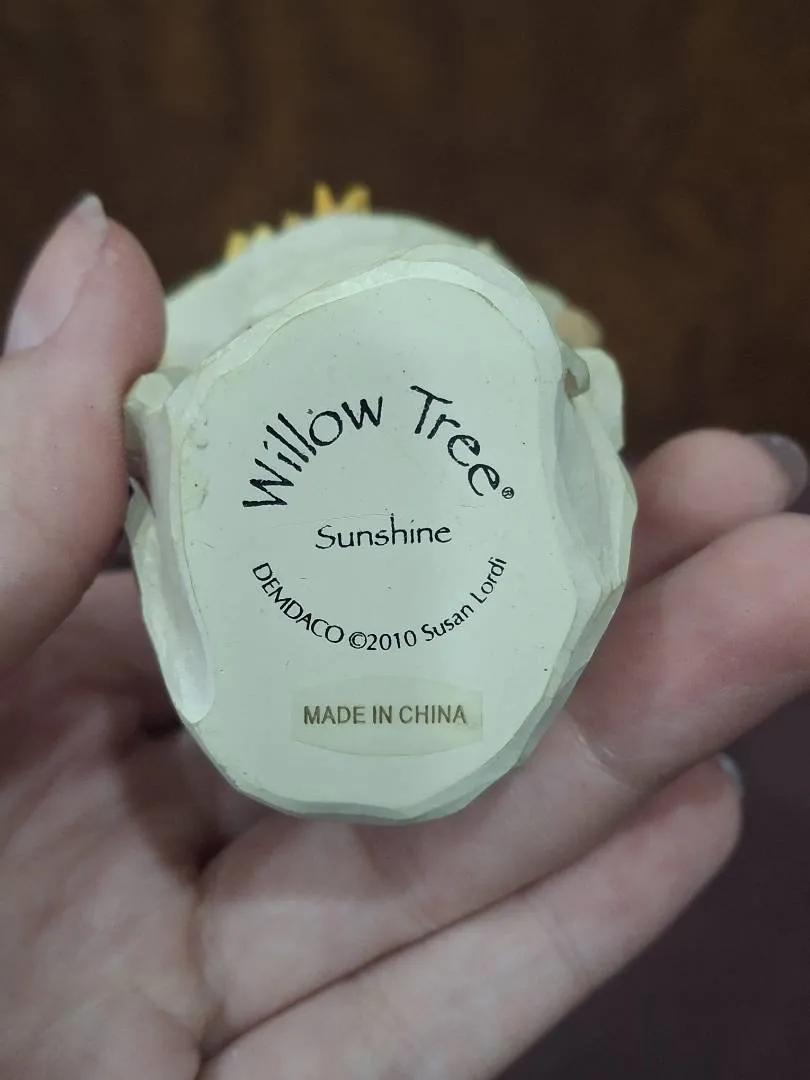 Willow Tree®
Sunshine
DEMDACO ©2010 Susan Lordi
MADE IN CHINA